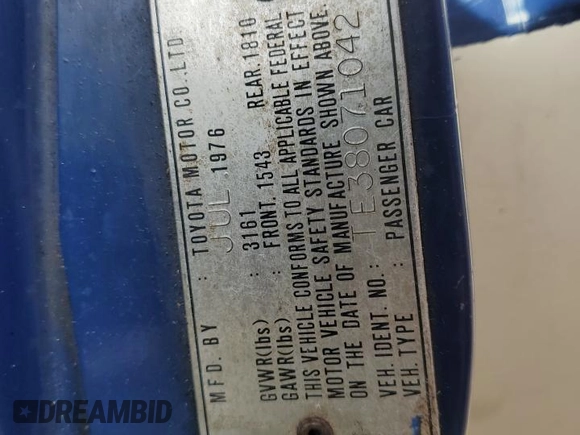 MFD. BY : TOYOTA MOTOR CO., LTD
JUL 1976
GVWR(lbs) : 3161
GAWR(lbs) : FRONT. 1543 REAR. 1810
THIS VEHICLE CONFORMS TO ALL APPLICABLE FEDERAL
MOTOR VEHICLE SAFETY STANDARDS IN EFFECT
ON THE DATE OF MANUFACTURE SHOWN ABOVE.
VEH. IDENT. NO.: TE38071042
VEH. TYPE : PASSENGER CAR
DREAMBID